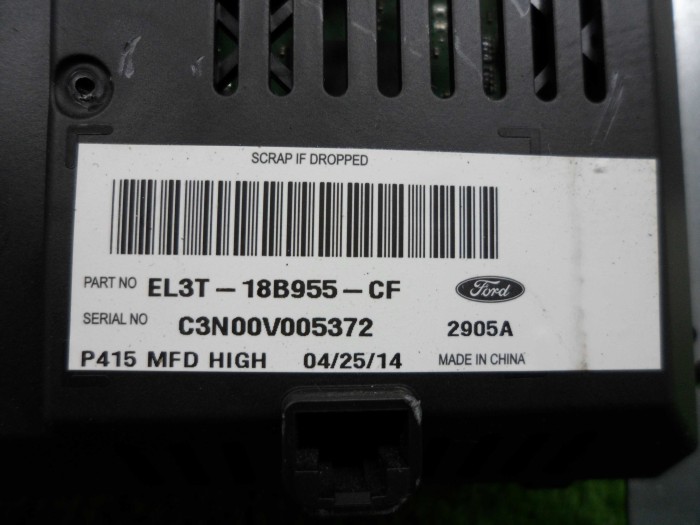 SCRAP IF DROPPED
PART NO EL3T-18B955-CF Ford
SERIAL NO C3N00V005372 2905A
P415 MFD HIGH 04/25/14 MADE IN CHINA